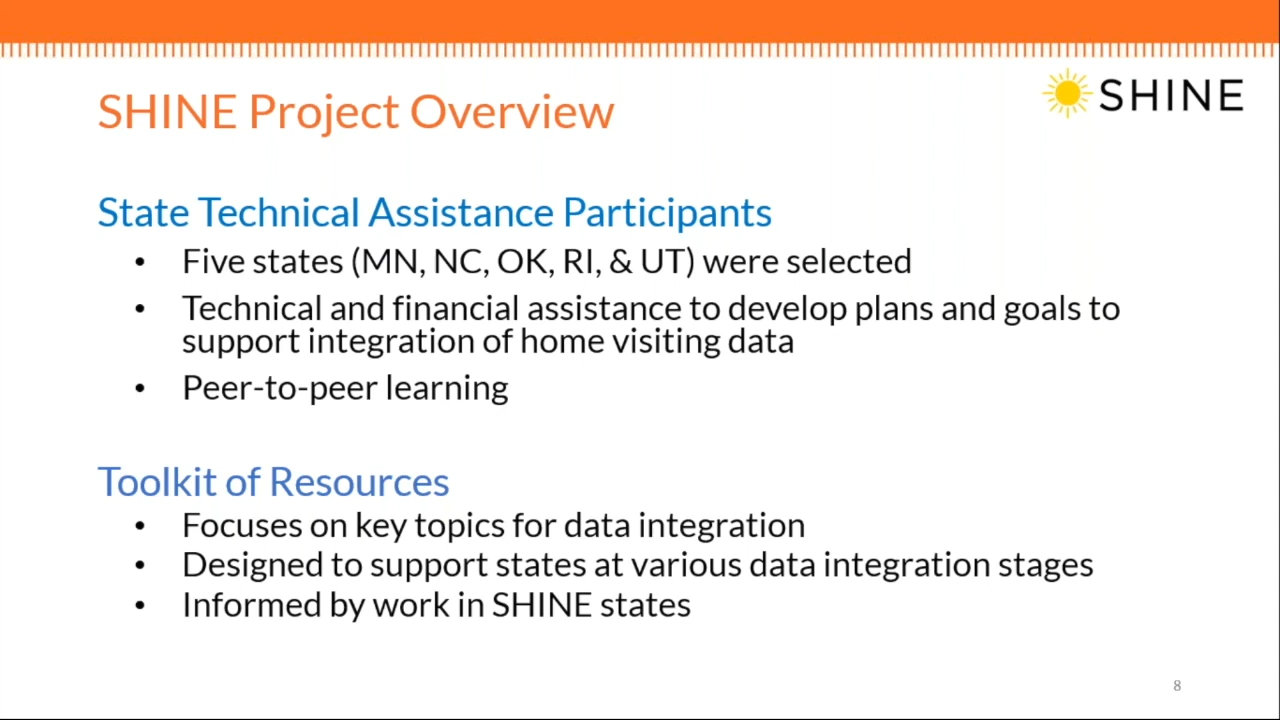 SHINE
SHINE Project Overview
State Technical Assistance Participants
• Five states (MN, NC, OK, RI, & UT) were selected
• Technical and financial assistance to develop plans and goals to
support integration of home visiting data
• Peer-to-peer learning
Toolkit of Resources
• Focuses on key topics for data integration
• Designed to support states at various data integration stages
• Informed by work in SHINE states
8